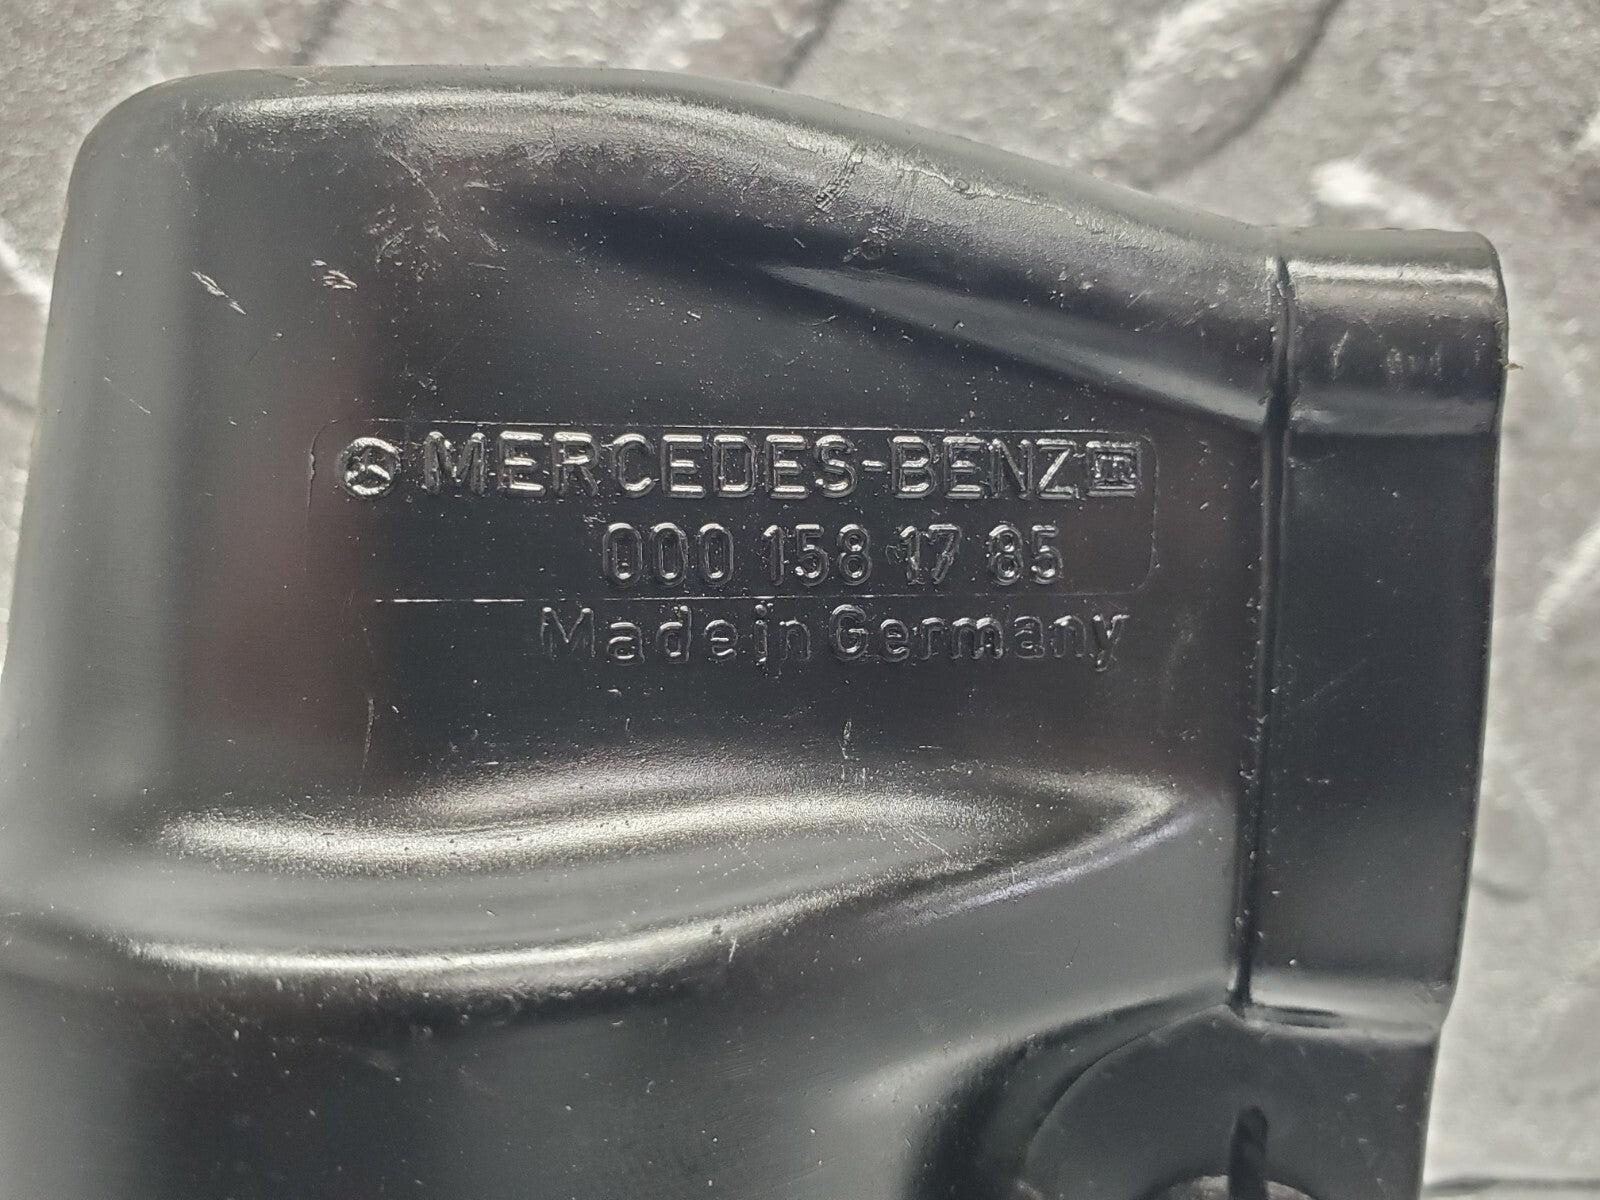 MERCEDES-BENZ
000 158 17 85
Made in Germany